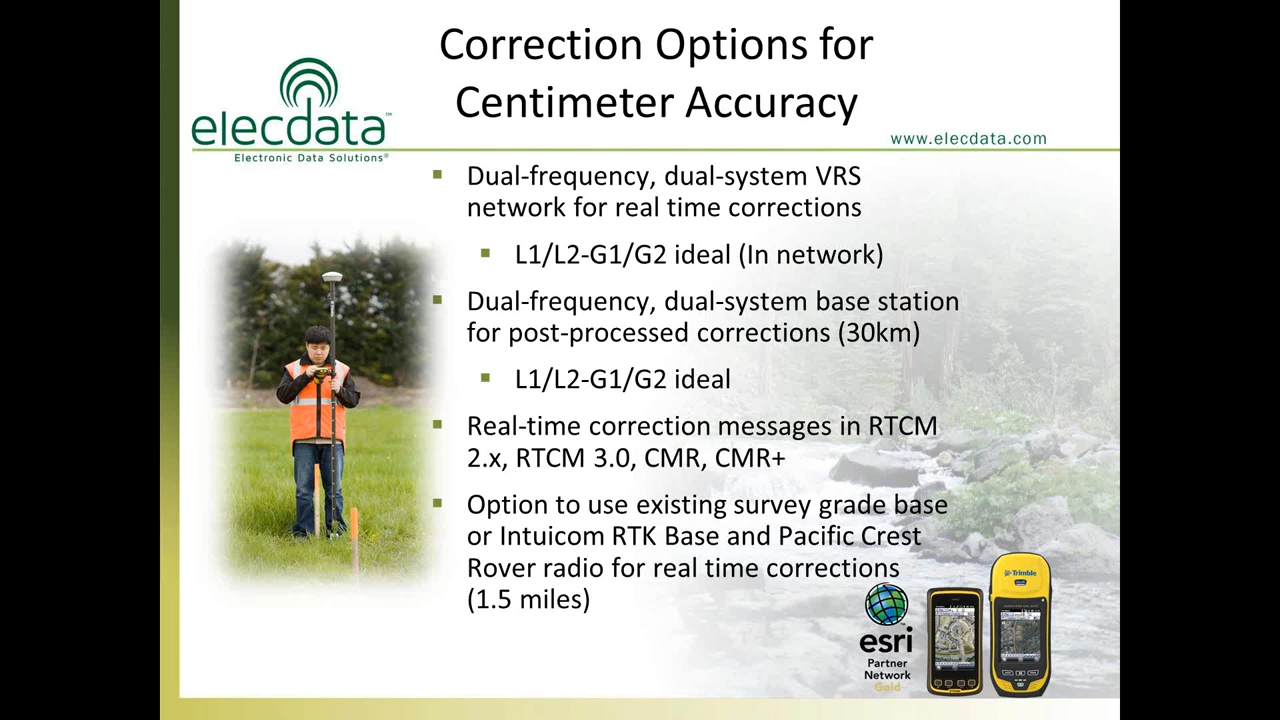 Correction Options for
Centimeter Accuracy
elecdata™
Electronic Data Solutions®
www.elecdata.com
▪ Dual-frequency, dual-system VRS
network for real time corrections
▪ L1/L2-G1/G2 ideal (In network)
▪ Dual-frequency, dual-system base station
for post-processed corrections (30km)
▪ L1/L2-G1/G2 ideal
▪ Real-time correction messages in RTCM
2.x, RTCM 3.0, CMR, CMR+
▪ Option to use existing survey grade base
or Intuicom RTK Base and Pacific Crest
Rover radio for real time corrections
(1.5 miles)
esri
Partner
Network
Gold
Trimble